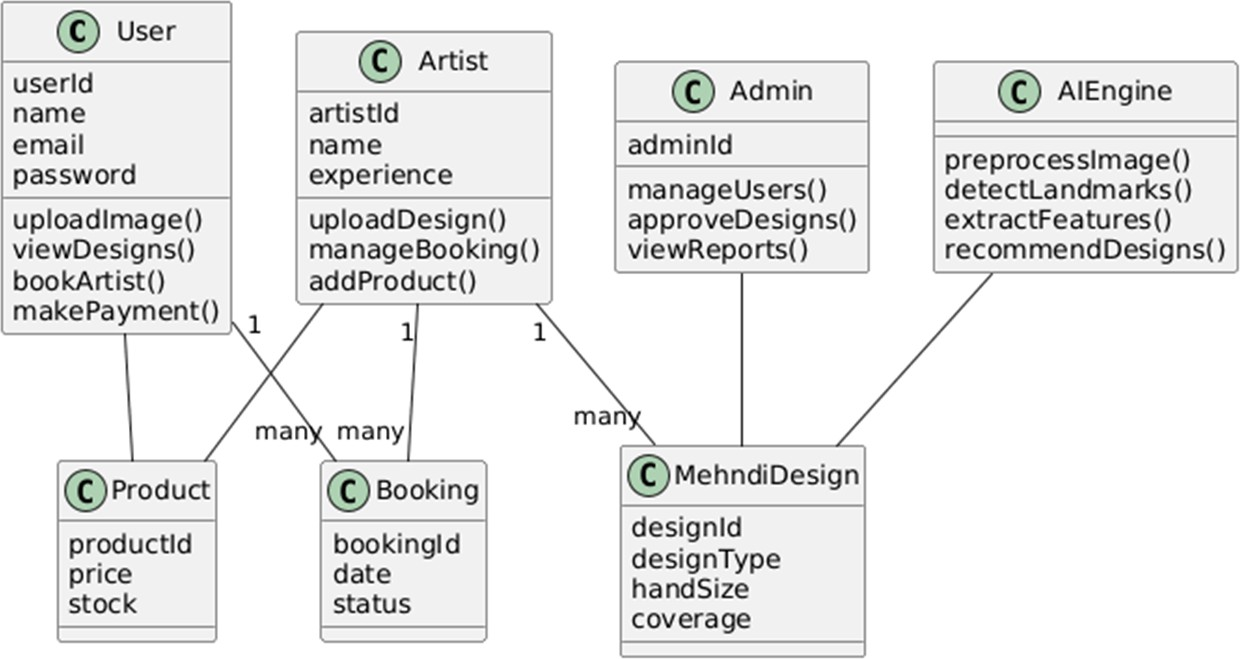 C User
userId
name
email
password
uploadImage()
viewDesigns()
bookArtist()
makePayment()
C Artist
artistId
name
experience
uploadDesign()
manageBooking()
addProduct()
C Admin
adminId
manageUsers()
approveDesigns()
viewReports()
C AIEngine
preprocessImage()
detectLandmarks()
extractFeatures()
recommendDesigns()
1
1
1
many
many
many
C Product
productId
price
stock
C Booking
bookingId
date
status
C MehndiDesign
designId
designType
handSize
coverage